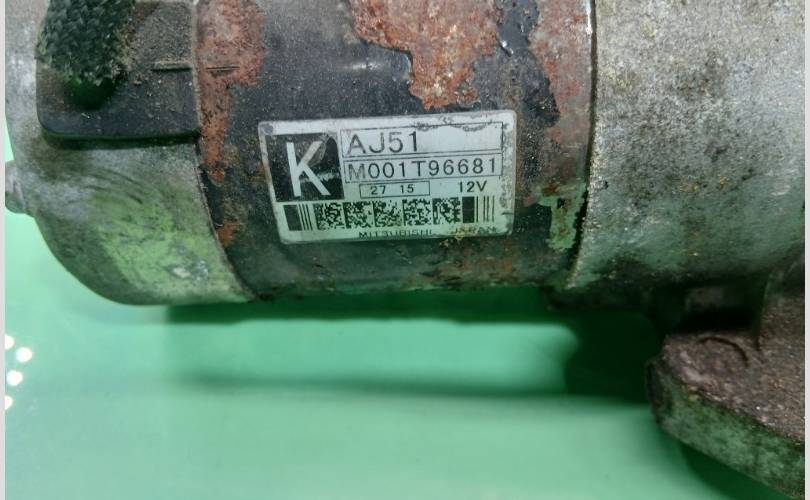 K
AJ51
M001T96681
27 15 12V
MITSUBISHI JAPAN